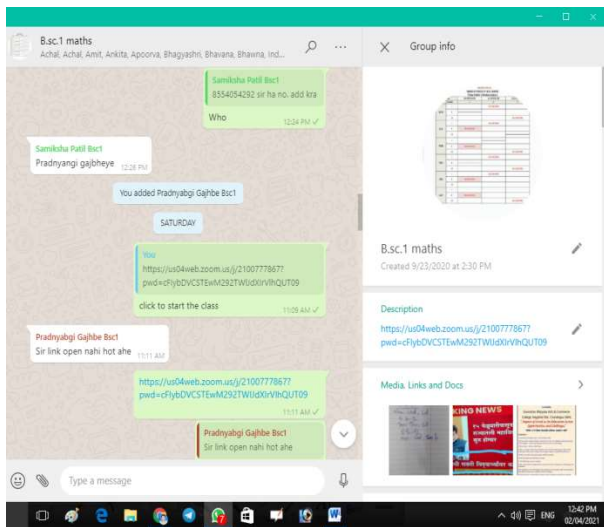 B.sc.1 maths
Achal, Achal, Amit, Ankita, Apoorva, Bhagyashri, Bhavana, Bhawna, Ind...
Samiksha Patil Bsc1
8554054292 sir ha no. add kra
Who
12:24 PM
Samiksha Patil Bsc1
Pradnyangi gajbheye
12:28 PM
You added Pradnyabgi Gajhbe Bsc1
SATURDAY
You
https://us04web.zoom.us/j/2100777867?
pwd=cFlybDVCSTEwM292TWlJdXlrVlhQUT09
click to start the class
11:09 AM
Pradnyabgi Gajhbe Bsc1
Sir link open nahi hot ahe
11:11 AM
https://us04web.zoom.us/j/2100777867?
pwd=cFlybDVCSTEwM292TWlJdXlrVlhQUT09
11:11 AM
Pradnyabgi Gajhbe Bsc1
Sir link open nahi hot ahe
Type a message
Group info
B.sc.1 maths
Created 9/23/2020 at 2:30 PM
Description
https://us04web.zoom.us/j/2100777867?
pwd=cFlybDVCSTEwM292TWlJdXlrVlhQUT09
Media, Links and Docs
KING NEWS
ENG
12:42 PM
02/04/2021